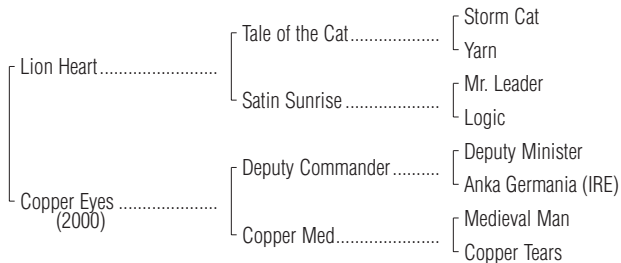 Storm Cat
Tale of the Cat...................
Yarn
Lion Heart.........................
Mr. Leader
Satin Sunrise ....................
Logic
Deputy Minister
Deputy Commander..........
Anka Germania (IRE)
Copper Eyes .....................
(2000)
Medieval Man
Copper Med......................
Copper Tears